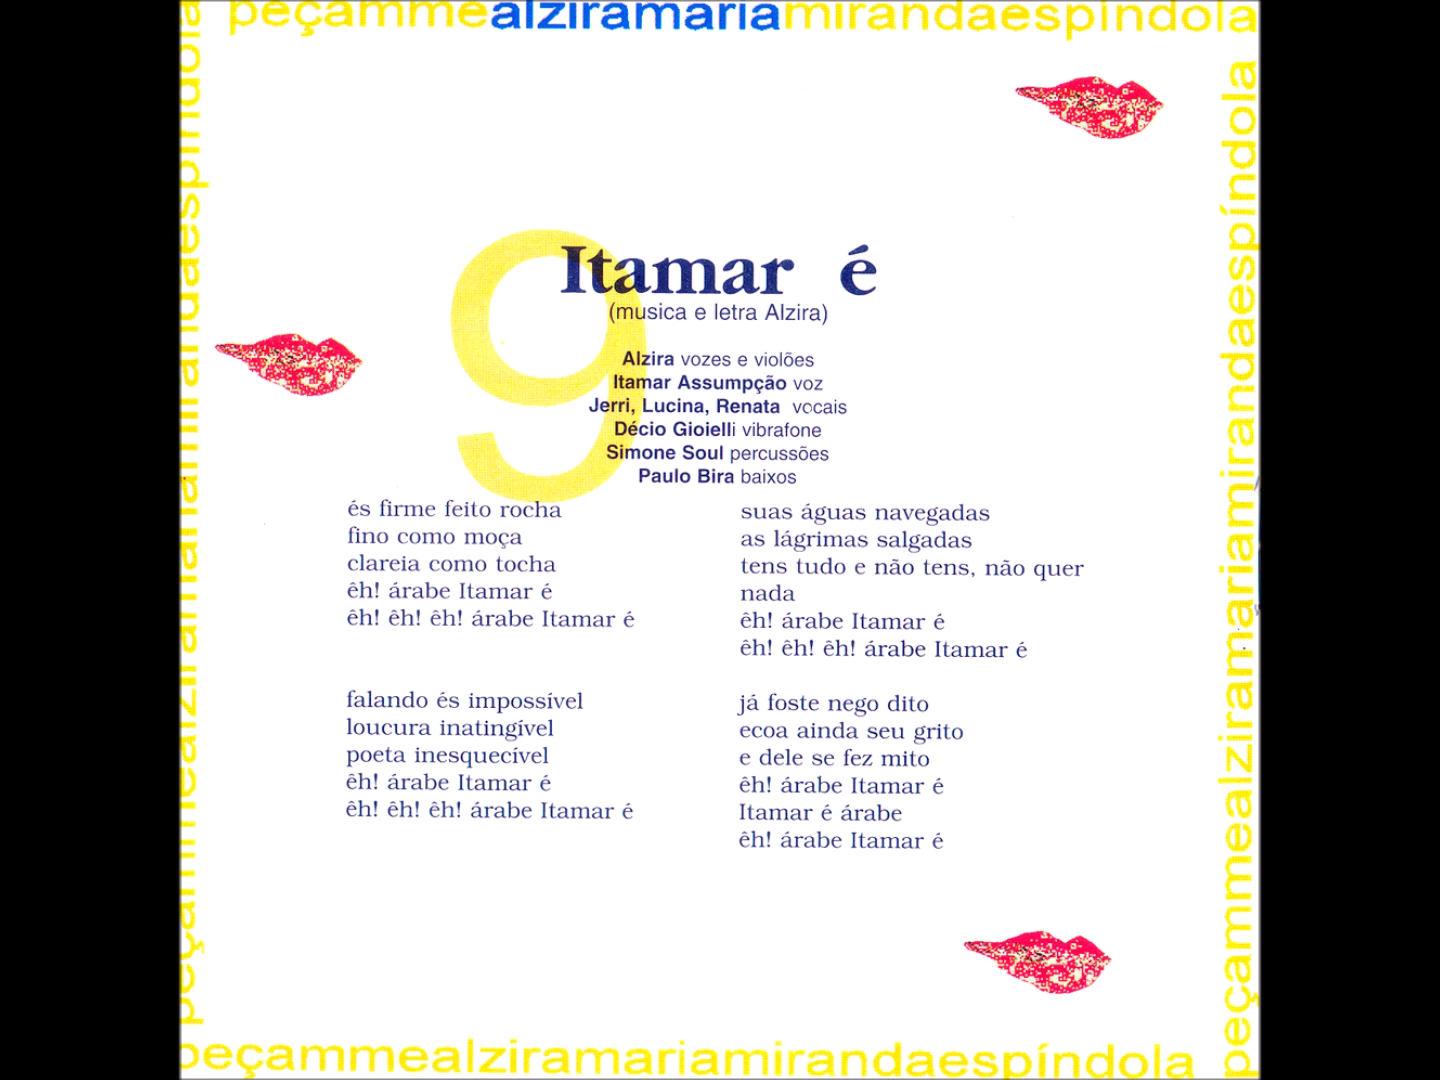 peçammealziramariamirandaespíndola
9
Itamar é
(musica e letra Alzira)
Alzira vozes e violões
Itamar Assumpção voz
Jerri, Lucina, Renata vocais
Décio Gioielli vibrafone
Simone Soul percussões
Paulo Bira baixos
és firme feito rocha
fino como moça
clareia como tocha
êh! árabe Itamar é
êh! êh! êh! árabe Itamar é
falando és impossível
loucura inatingível
poeta inesquecível
êh! árabe Itamar é
êh! êh! êh! árabe Itamar é
suas águas navegadas
as lágrimas salgadas
tens tudo e não tens, não quer
nada
êh! árabe Itamar é
êh! êh! êh! árabe Itamar é
já foste nego dito
ecoa ainda seu grito
e dele se fez mito
êh! árabe Itamar é
Itamar é árabe
êh! árabe Itamar é
peçammealziramariamirandaespíndola
peçammealziramariamirandaespíndola
peçammealziramariamirandaespíndola